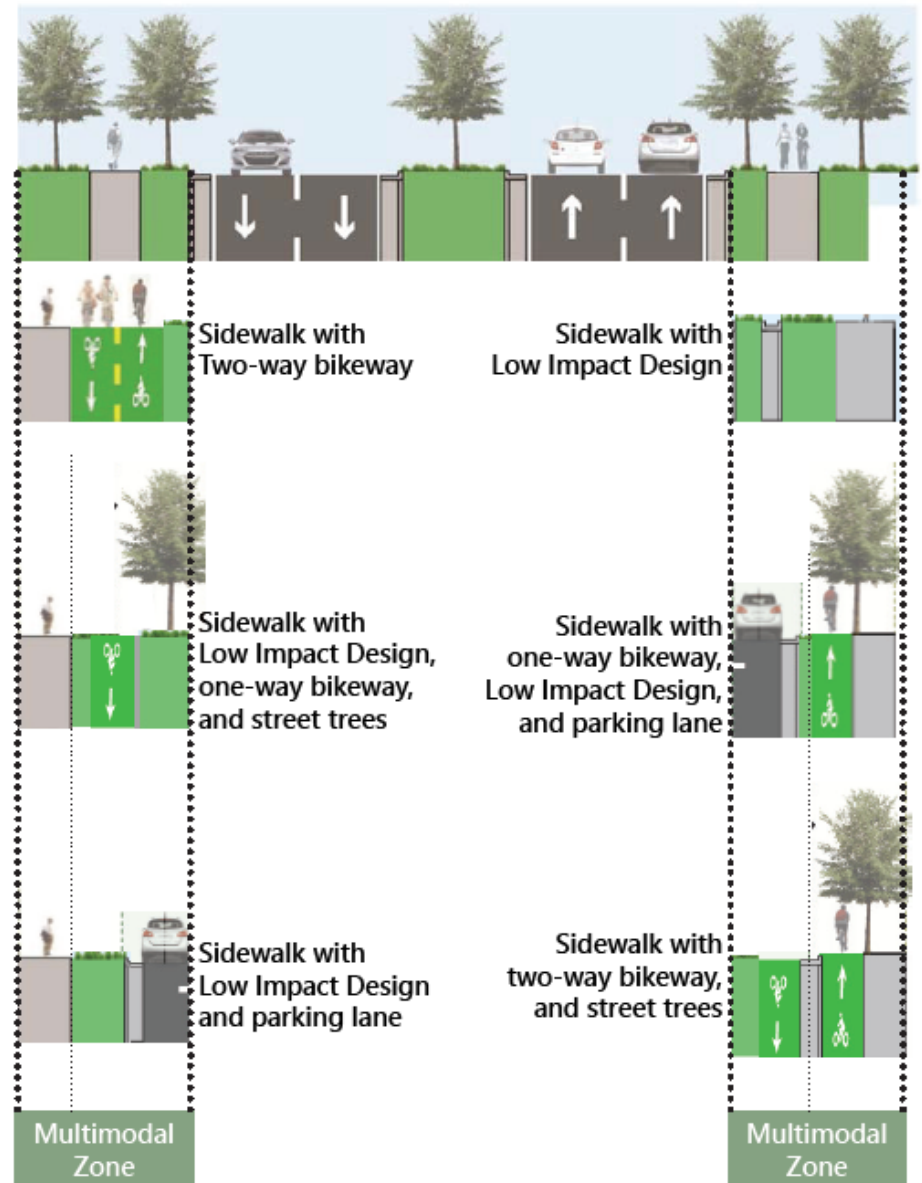 Sidewalk with
Two-way bikeway
Sidewalk with
Low Impact Design
Sidewalk with
Low Impact Design,
one-way bikeway,
and street trees
Sidewalk with
one-way bikeway,
Low Impact Design,
and parking lane
Sidewalk with
Low Impact Design
and parking lane
Sidewalk with
two-way bikeway,
and street trees
Multimodal
Zone
Multimodal
Zone